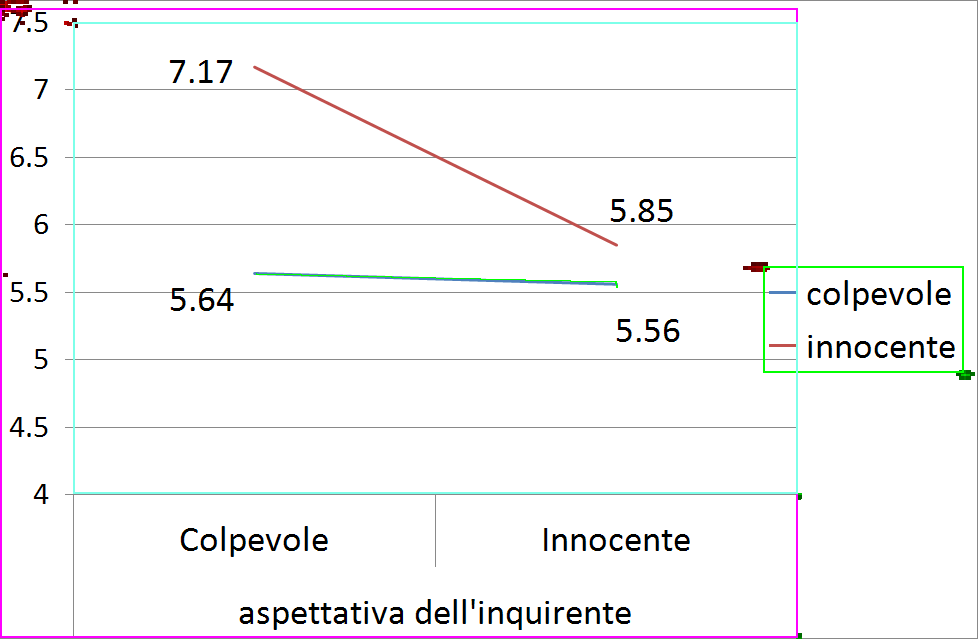 7.5
7.17
7
6.5
6
5.85
5.5
5.64
5.56
colpevole
innocente
5
4.5
4
Colpevole
Innocente
aspettativa dell'inquirente